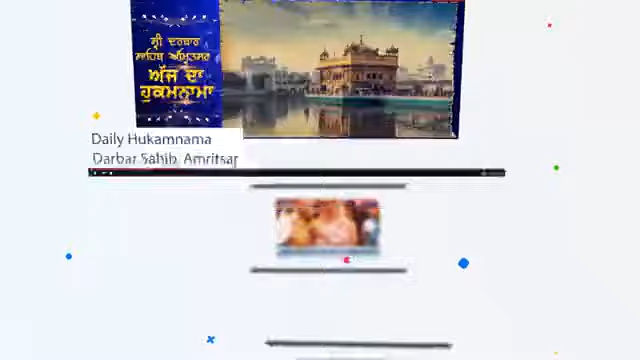 ਸ੍ਰੀ ਦਰਬਾਰ
ਸਾਹਿਬ ਅੰਮ੍ਰਿਤਸਰ
ਅੱਜ ਦਾ
ਹੁਕਮਨਾਮਾ
Daily Hukamnama
Darbar Sahib, Amritsar